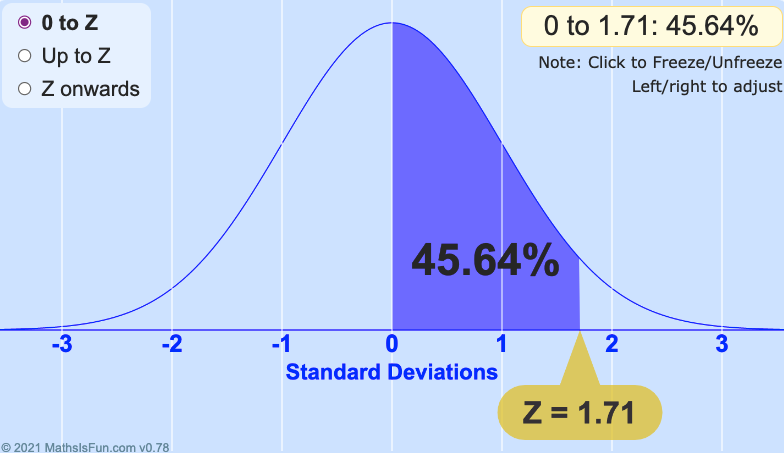 0 to Z
Up to Z
Z onwards
0 to 1.71: 45.64%
Note: Click to Freeze/Unfreeze
Left/right to adjust
45.64%
-3 -2 -1 0 1 2 3
Standard Deviations
Z = 1.71
© 2021 MathsIsFun.com v0.78